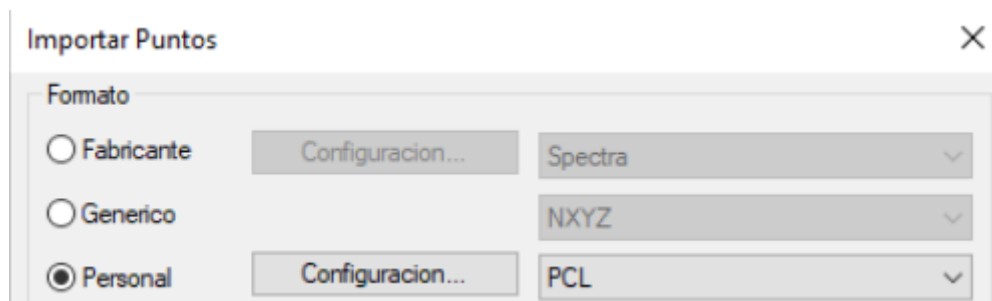 Importar Puntos
Formato
Fabricante Configuracion... Spectra
Generico NXYZ
Personal Configuracion... PCL